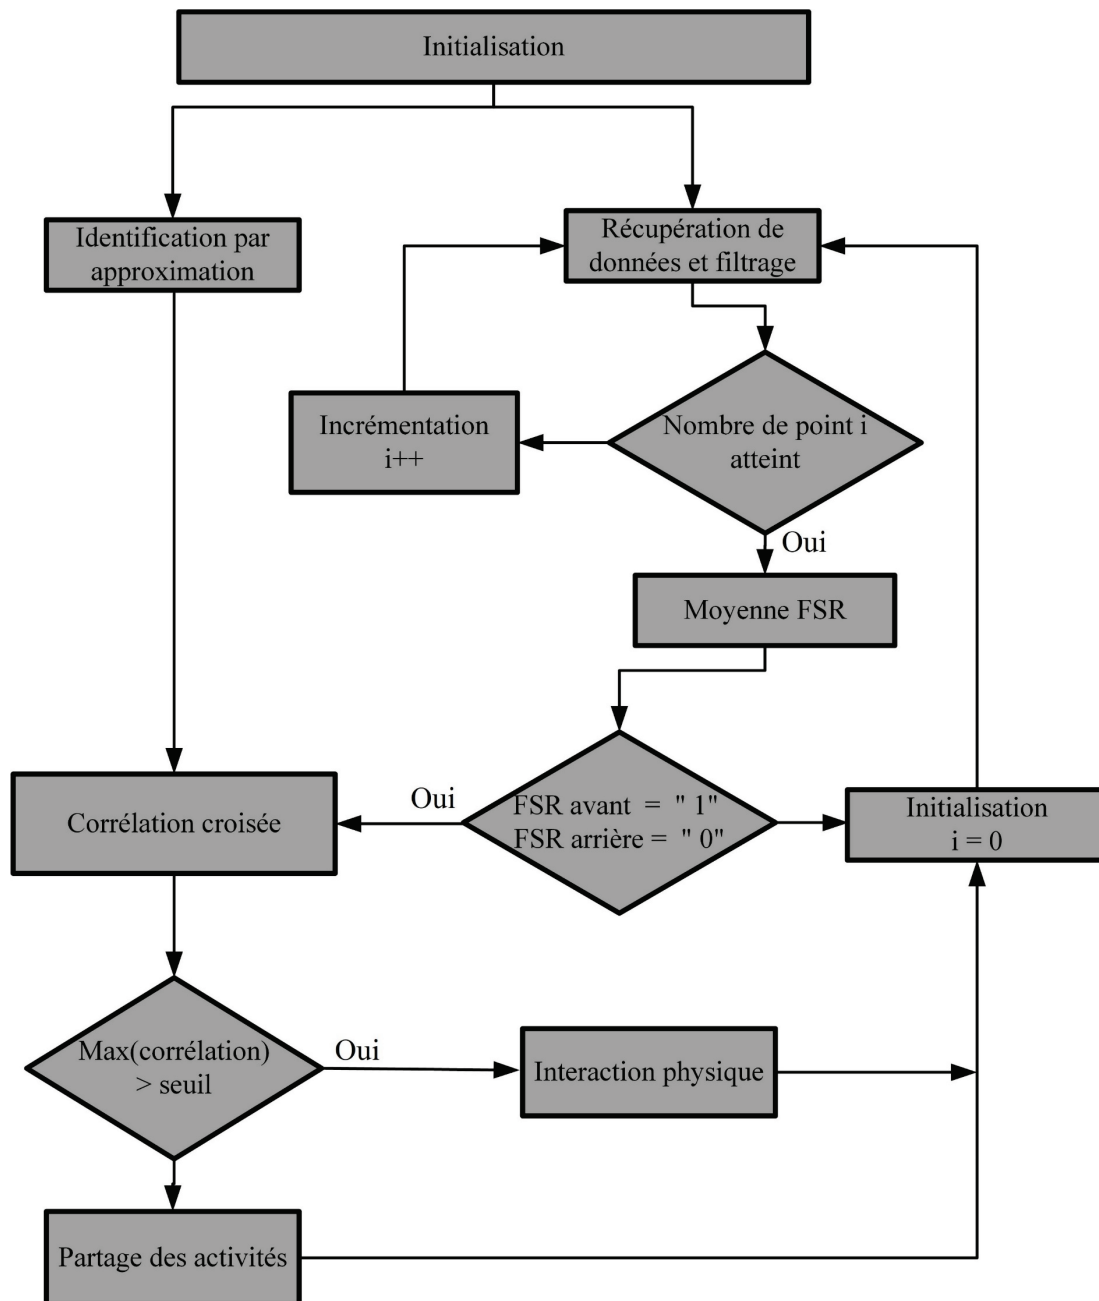 Initialisation
Identification par
approximation
Récupération de
données et filtrage
Incrémentation
i++
Nombre de point i
atteint
Oui
Moyenne FSR
Corrélation croisée
Oui
FSR avant = " 1"
FSR arrière = " 0"
Initialisation
i = 0
Max(corrélation)
> seuil
Oui
Interaction physique
Partage des activités